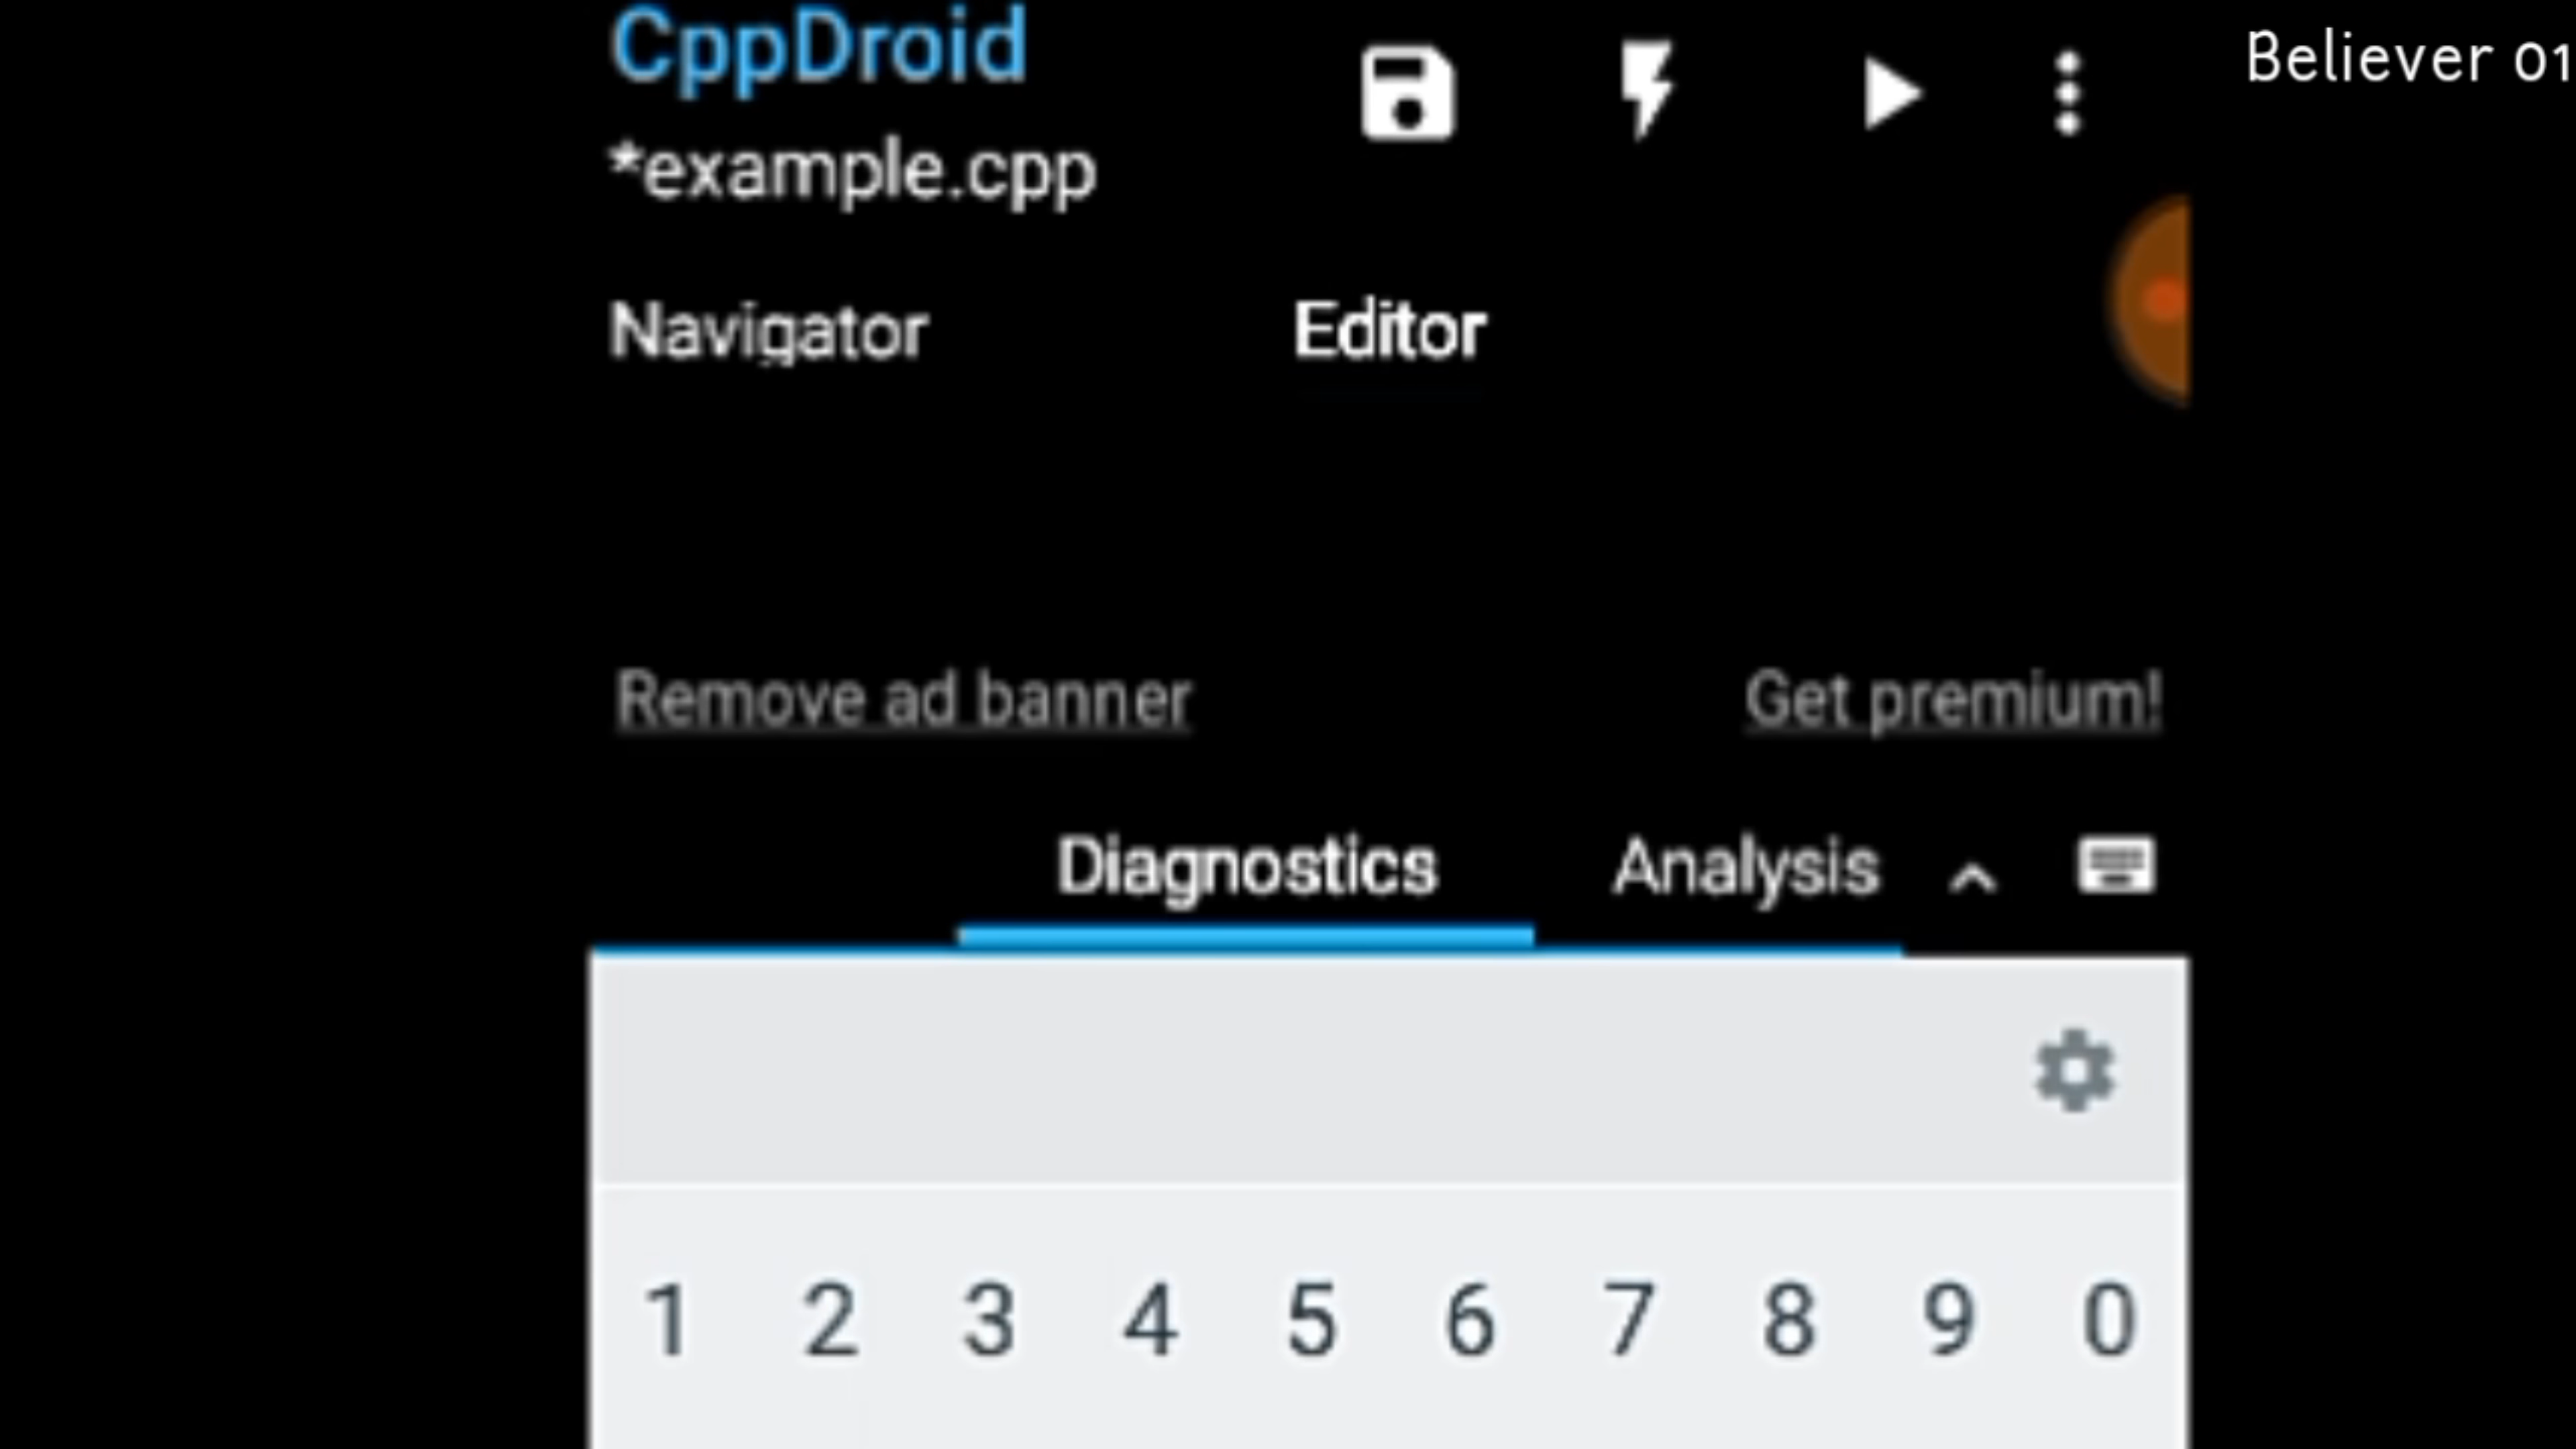 CppDroid
Believer 01
*example.cpp
Navigator Editor
Remove ad banner Get premium!
Diagnostics Analysis
1 2 3 4 5 6 7 8 9 0